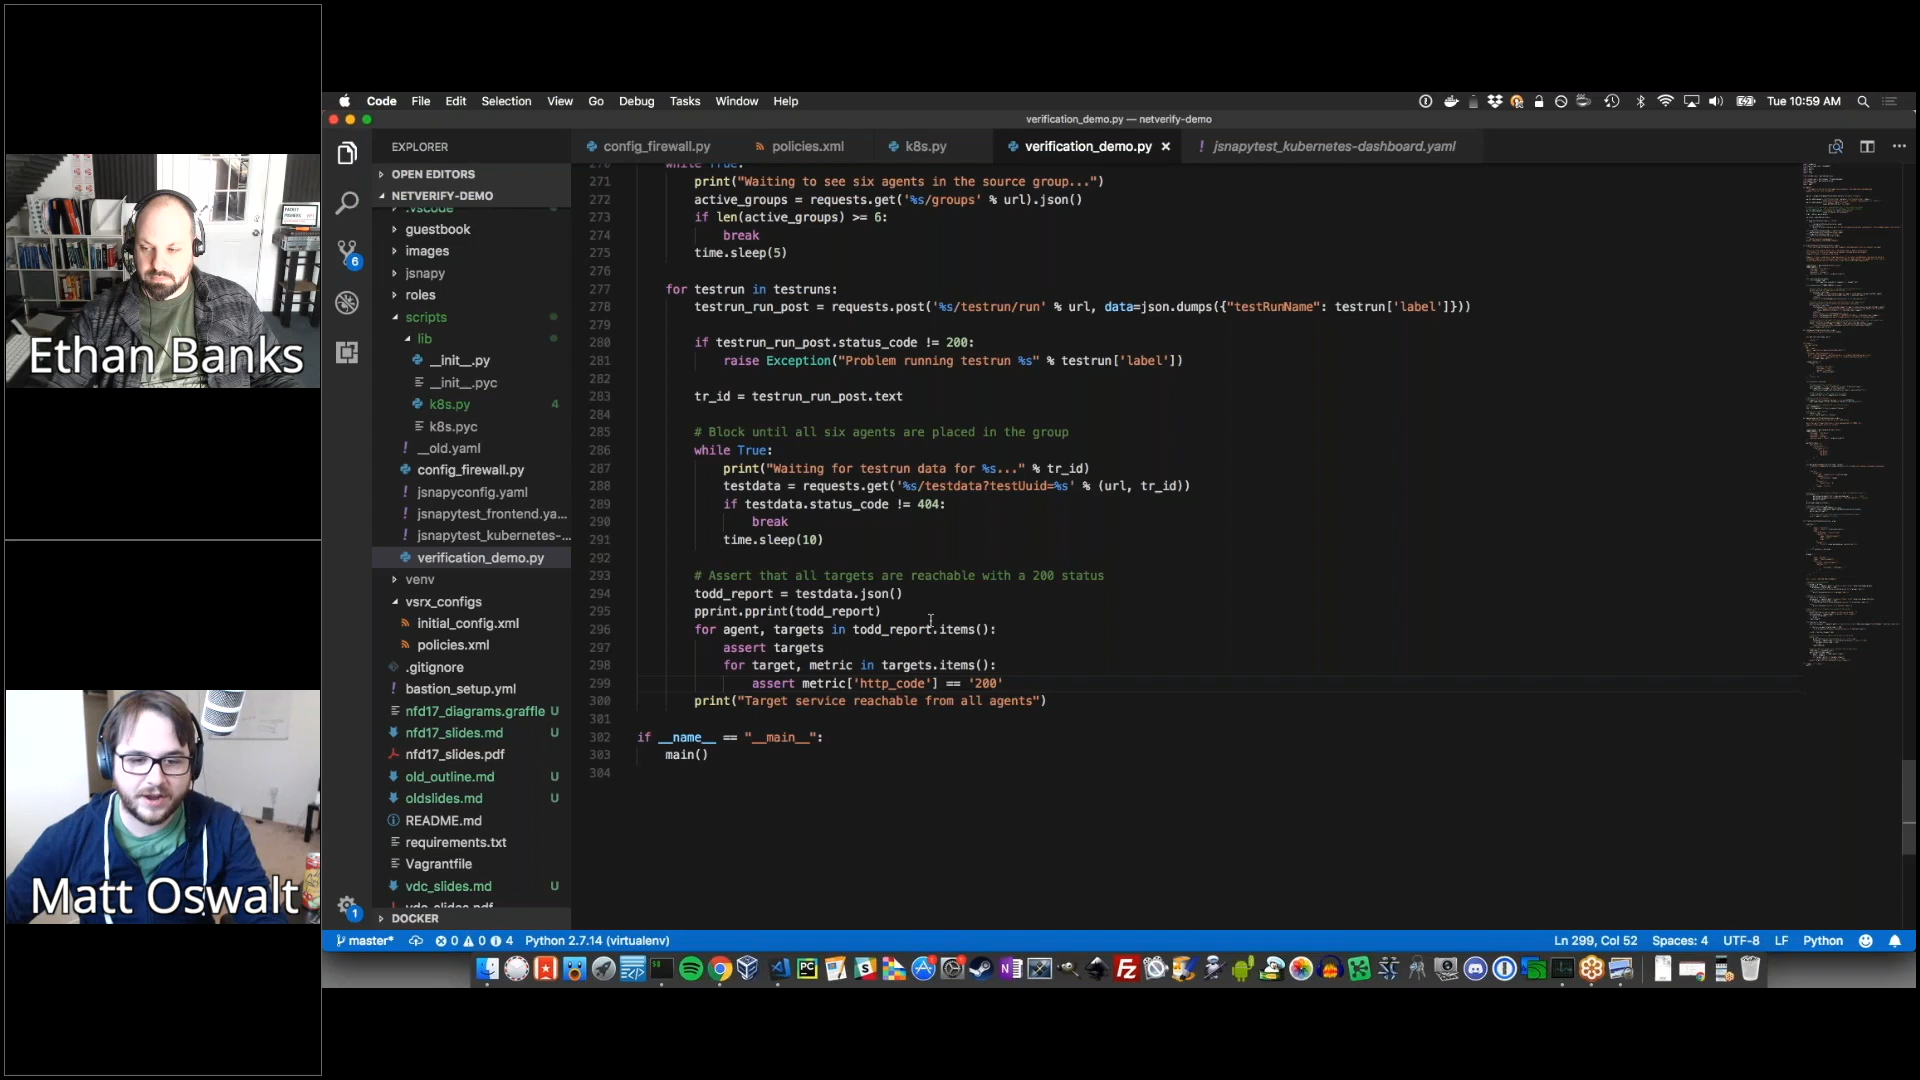 Ethan Banks
Matt Oswalt
Code File Edit Selection View Go Debug Tasks Window Help
Tue 10:59 AM
verification_demo.py — netverify-demo
EXPLORER
config_firewall.py
policies.xml
k8s.py
verification_demo.py
! jsnapytest_kubernetes-dashboard.yaml
OPEN EDITORS
NETVERIFY-DEMO
.vscode
guestbook
images
jsnapy
roles
scripts
lib
__init__.py
__init__.pyc
k8s.py 4
k8s.pyc
! __old.yaml
config_firewall.py
! jsnapyconfig.yaml
! jsnapytest_frontend.ya...
! jsnapytest_kubernetes-...
verification_demo.py
venv
vsrx_configs
initial_config.xml
policies.xml
.gitignore
bastion_setup.yml
nfd17_diagrams.graffle U
nfd17_slides.md U
nfd17_slides.pdf
old_outline.md U
oldslides.md U
README.md
requirements.txt
Vagrantfile
vdc_slides.md U
vdc_slides.pdf
DOCKER
6
1
270 while True:
271 print("Waiting to see six agents in the source group...")
272 active_groups = requests.get('%s/groups' % url).json()
273 if len(active_groups) >= 6:
274 break
275 time.sleep(5)
276
277 for testrun in testruns:
278 testrun_run_post = requests.post('%s/testrun/run' % url, data=json.dumps({"testRunName": testrun['label']}))
279
280 if testrun_run_post.status_code != 200:
281 raise Exception("Problem running testrun %s" % testrun['label'])
282
283 tr_id = testrun_run_post.text
284
285 # Block until all six agents are placed in the group
286 while True:
287 print("Waiting for testrun data for %s..." % tr_id)
288 testdata = requests.get('%s/testdata?testUuid=%s' % (url, tr_id))
289 if testdata.status_code != 404:
290 break
291 time.sleep(10)
292
293 # Assert that all targets are reachable with a 200 status
294 todd_report = testdata.json()
295 pprint.pprint(todd_report)
296 for agent, targets in todd_report.items():
297 assert targets
298 for target, metric in targets.items():
299 assert metric['http_code'] == '200'
300 print("Target service reachable from all agents")
301
302 if __name__ == "__main__":
303 main()
304
master* 0 0 4 Python 2.7.14 (virtualenv)
Ln 299, Col 52 Spaces: 4 UTF-8 LF Python